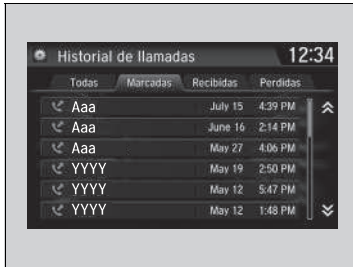 Historial de llamadas 12:34
Todas Marcadas Recibidas Perdidas
Aaa July 15 4:39 PM
Aaa June 16 2:14 PM
Aaa May 27 4:06 PM
YYYY May 19 2:50 PM
YYYY May 12 5:47 PM
YYYY May 12 1:48 PM